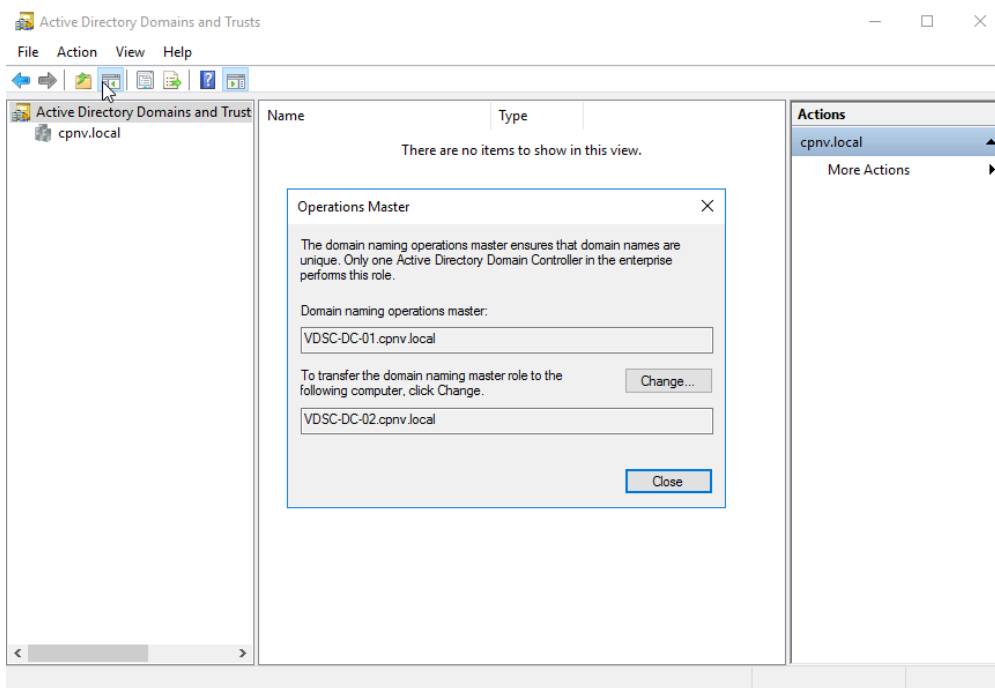 Active Directory Domains and Trusts
File Action View Help
Active Directory Domains and Trust
cpnv.local
Name Type
There are no items to show in this view.
Actions
cpnv.local
More Actions
Operations Master
The domain naming operations master ensures that domain names are
unique. Only one Active Directory Domain Controller in the enterprise
performs this role.
Domain naming operations master:
VDSC-DC-01.cpnv.local
To transfer the domain naming master role to the
following computer, click Change.
Change...
VDSC-DC-02.cpnv.local
Close